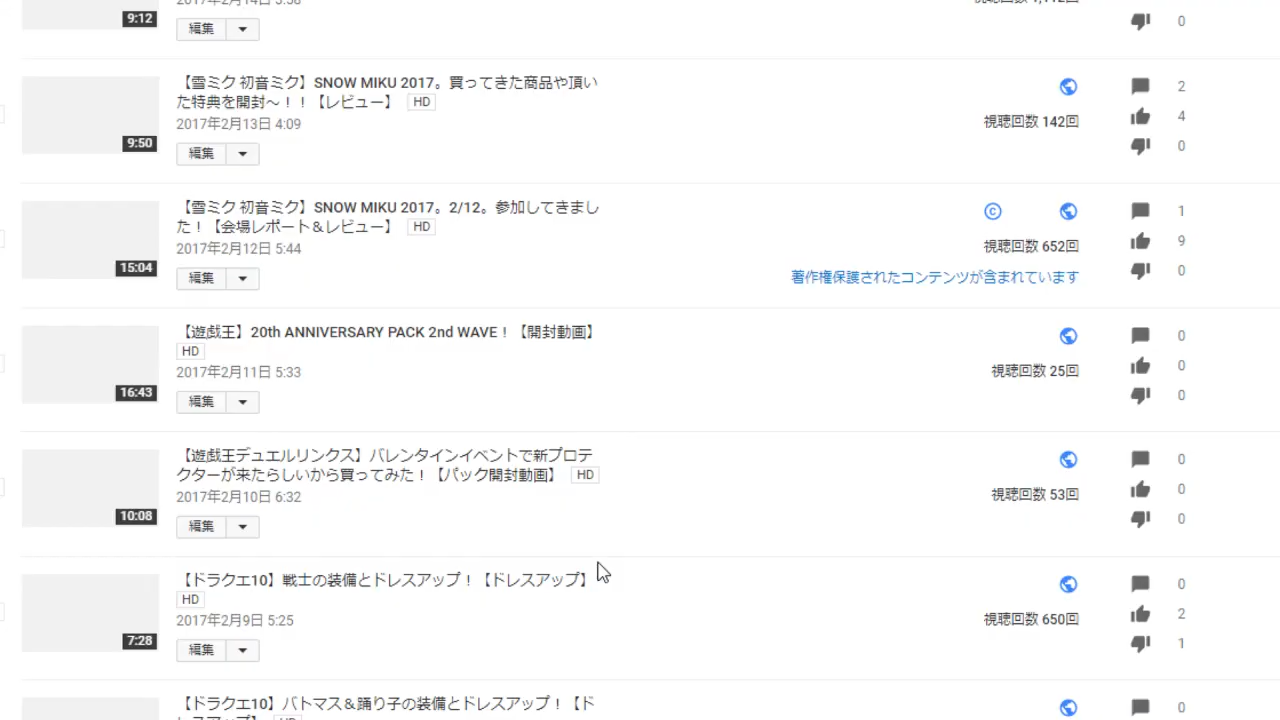 9:12
編集
0
【雪ミク 初音ミク】SNOW MIKU 2017。買ってきた商品や頂い
た特典を開封～！！【レビュー】 HD
2017年2月13日 4:09
9:50
編集
視聴回数 142回
2
4
0
【雪ミク 初音ミク】SNOW MIKU 2017。2/12。参加してきまし
た！【会場レポート＆レビュー】 HD
2017年2月12日 5:44
15:04
編集
視聴回数 652回
著作権保護されたコンテンツが含まれています
1
9
0
【遊戯王】20th ANNIVERSARY PACK 2nd WAVE！【開封動画】
HD
2017年2月11日 5:33
16:43
編集
視聴回数 25回
0
0
0
【遊戯王デュエルリンクス】バレンタインイベントで新プロテ
クターが来たらしいから買ってみた！【パック開封動画】 HD
2017年2月10日 6:32
10:08
編集
視聴回数 53回
0
0
0
【ドラクエ10】戦士の装備とドレスアップ！【ドレスアップ】
HD
2017年2月9日 5:25
7:28
編集
視聴回数 650回
0
2
1
【ドラクエ10】バトマス＆踊り子の装備とドレスアップ！【ド
0